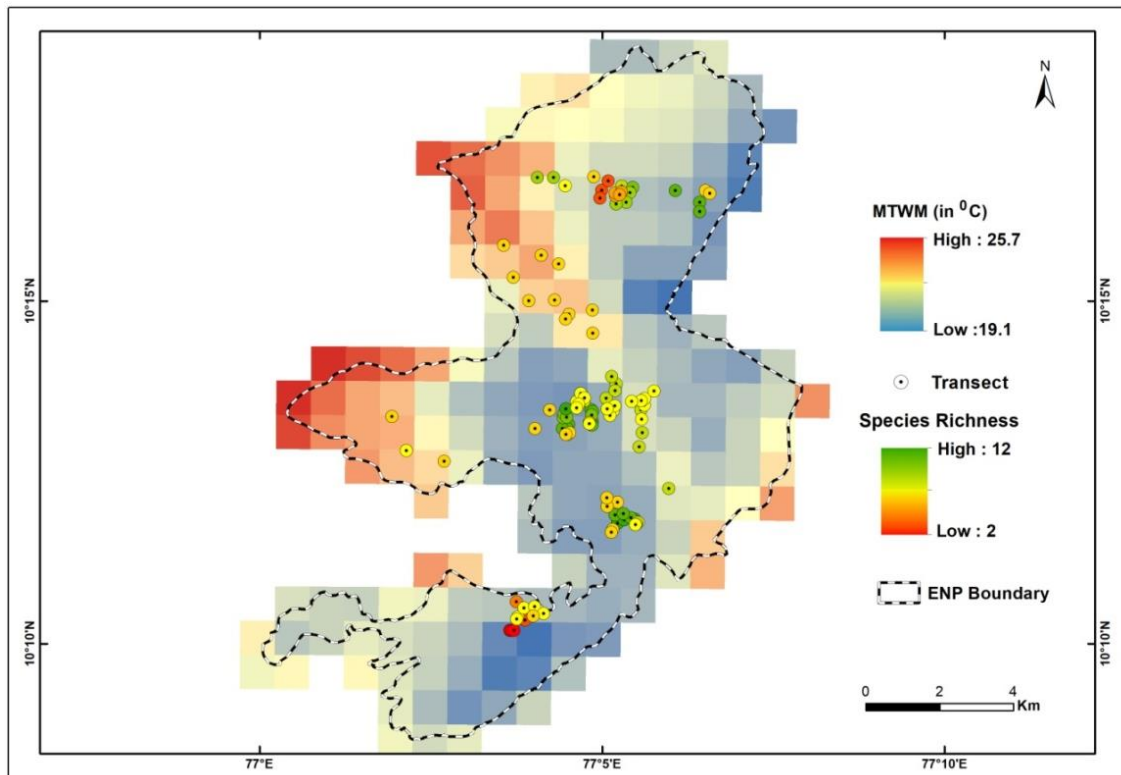 N
MTWM (in ⁰C)
High : 25.7
Low :19.1
Transect
Species Richness
High : 12
Low : 2
ENP Boundary
0 2 4
Km
10°15'N
10°15'N
10°10'N
10°10'N
77°E
77°5'E
77°10'E